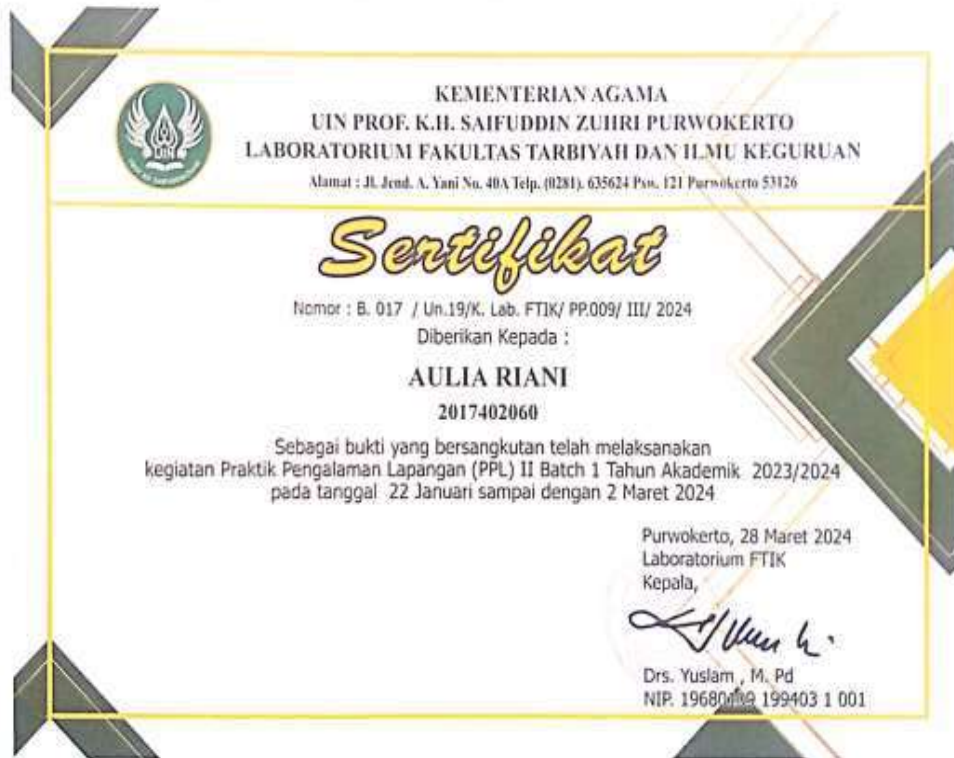 KEMENTERIAN AGAMA
UIN PROF. K.H. SAIFUDDIN ZUHRI PURWOKERTO
LABORATORIUM FAKULTAS TARBIYAH DAN ILMU KEGURUAN
Alamat : Jl. Jend. A. Yani No. 40A Telp. (0281). 635624 Psw. 121 Purwokerto 53126
Sertifikat
Nomor : B. 017 / Un.19/K. Lab. FTIK/ PP.009/ III/ 2024
Diberikan Kepada :
AULIA RIANI
2017402060
Sebagai bukti yang bersangkutan telah melaksanakan
kegiatan Praktik Pengalaman Lapangan (PPL) II Batch 1 Tahun Akademik 2023/2024
pada tanggal 22 Januari sampai dengan 2 Maret 2024
Purwokerto, 28 Maret 2024
Laboratorium FTIK
Kepala,
Drs. Yuslam , M. Pd
NIP. 199403 1 001